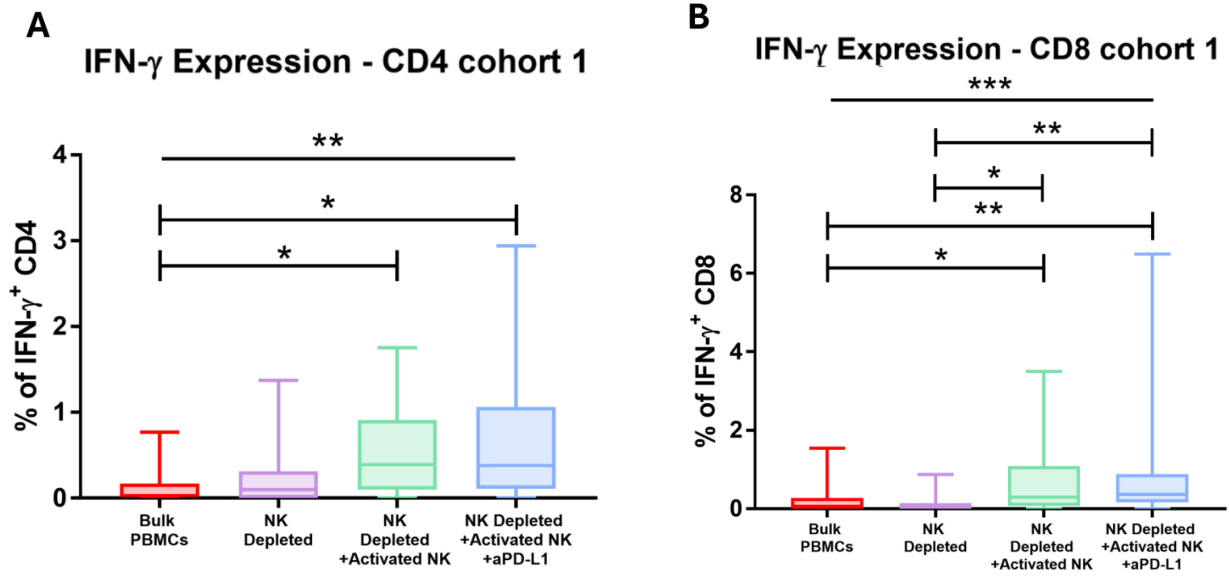 A
IFN-γ Expression - CD4 cohort 1
**
*
*
% of IFN-γ⁺ CD4
4
3
2
1
0
Bulk
PBMCs
NK
Depleted
NK
Depleted
+Activated NK
NK Depleted
+Activated NK
+aPD-L1
B
IFN-γ Expression - CD8 cohort 1
***
**
*
**
*
% of IFN-γ⁺ CD8
8
6
4
2
0
Bulk
PBMCs
NK
Depleted
NK
Depleted
+Activated NK
NK Depleted
+Activated NK
+aPD-L1